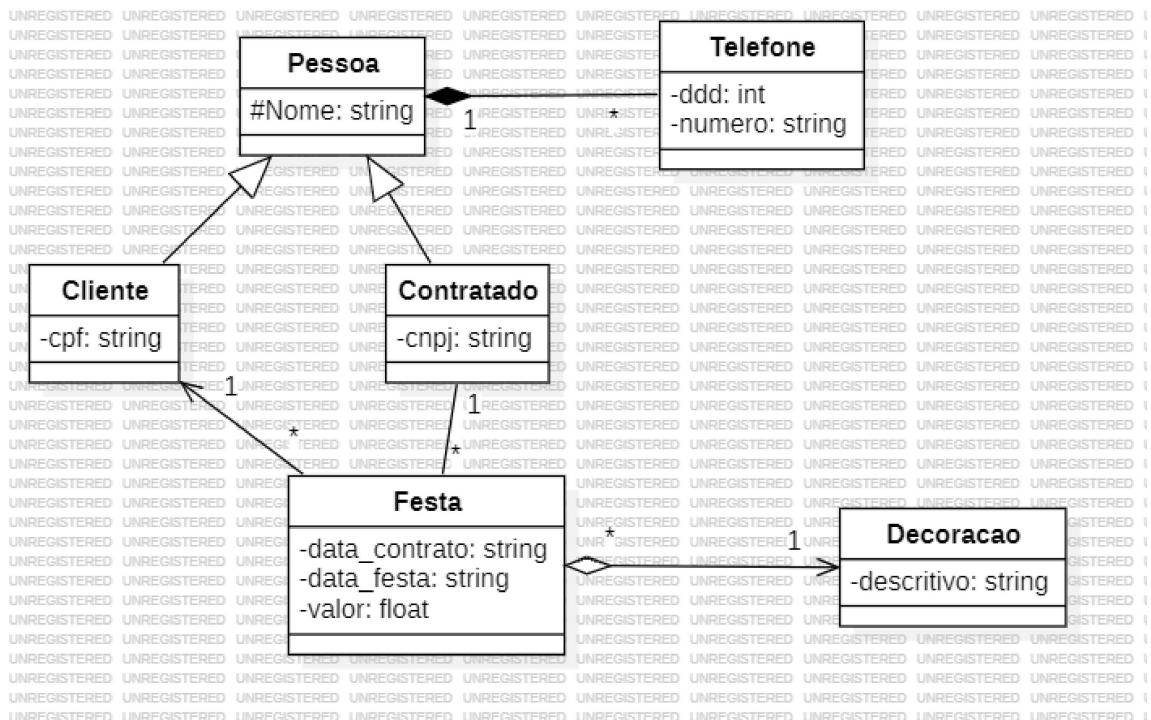 Pessoa
#Nome: string
1
*
Telefone
-ddd: int
-numero: string
Cliente
-cpf: string
Contratado
-cnpj: string
1
*
1
*
Festa
-data_contrato: string
-data_festa: string
-valor: float
*
1
Decoracao
-descritivo: string
UNREGISTERED